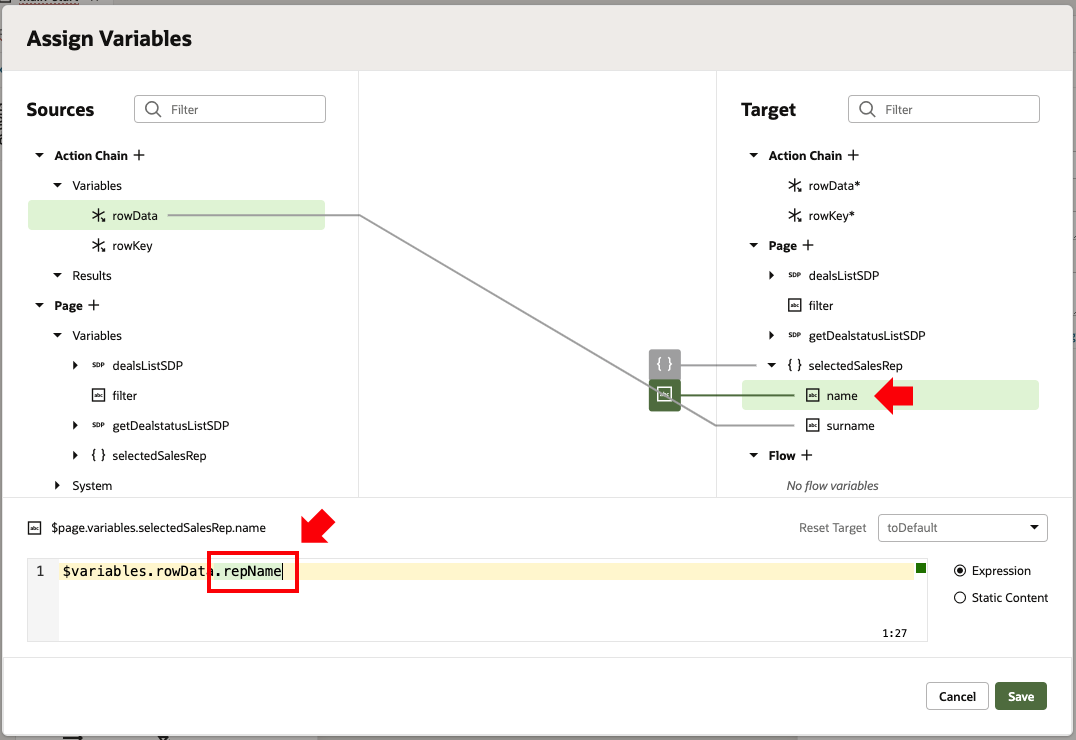 Assign Variables
Sources
Filter
Action Chain
Variables
rowData
rowKey
Results
Page
Variables
SDP dealsListSDP
abc filter
SDP getDealstatusListSDP
{ } selectedSalesRep
System
{ }
abc
Target
Filter
Action Chain
rowData*
rowKey*
Page
SDP dealsListSDP
abc filter
SDP getDealstatusListSDP
{ } selectedSalesRep
abc name
abc surname
Flow
No flow variables
abc $page.variables.selectedSalesRep.name
Reset Target toDefault
1 $variables.rowData.repName
Expression
Static Content
1:27
Cancel Save